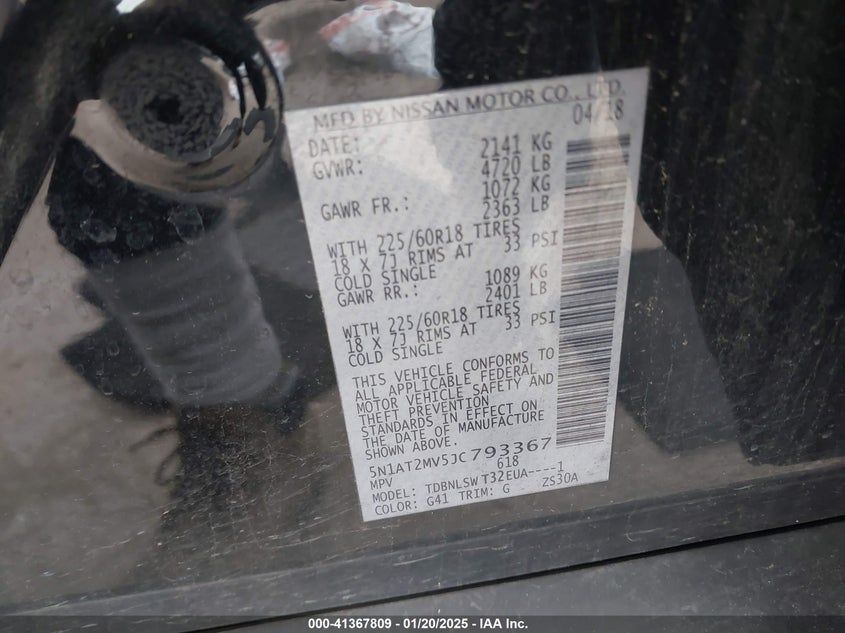 MFD BY NISSAN MOTOR CO., LTD.
DATE: 04/18
GVWR: 2141 KG
4720 LB
GAWR FR.: 1072 KG
2363 LB
WITH 225/60R18 TIRES
18 X 7J RIMS AT 33 PSI
COLD SINGLE
GAWR RR.: 1089 KG
2401 LB
WITH 225/60R18 TIRES
18 X 7J RIMS AT 33 PSI
COLD SINGLE
THIS VEHICLE CONFORMS TO
ALL APPLICABLE FEDERAL
MOTOR VEHICLE SAFETY AND
THEFT PREVENTION
STANDARDS IN EFFECT ON
THE DATE OF MANUFACTURE
SHOWN ABOVE.
5N1AT2MV5JC793367
MPV 618
MODEL: TDBNLSW T32EUA----1
COLOR: G41 TRIM: G ZS30A
000-41367809 - 01/20/2025 - IAA Inc.